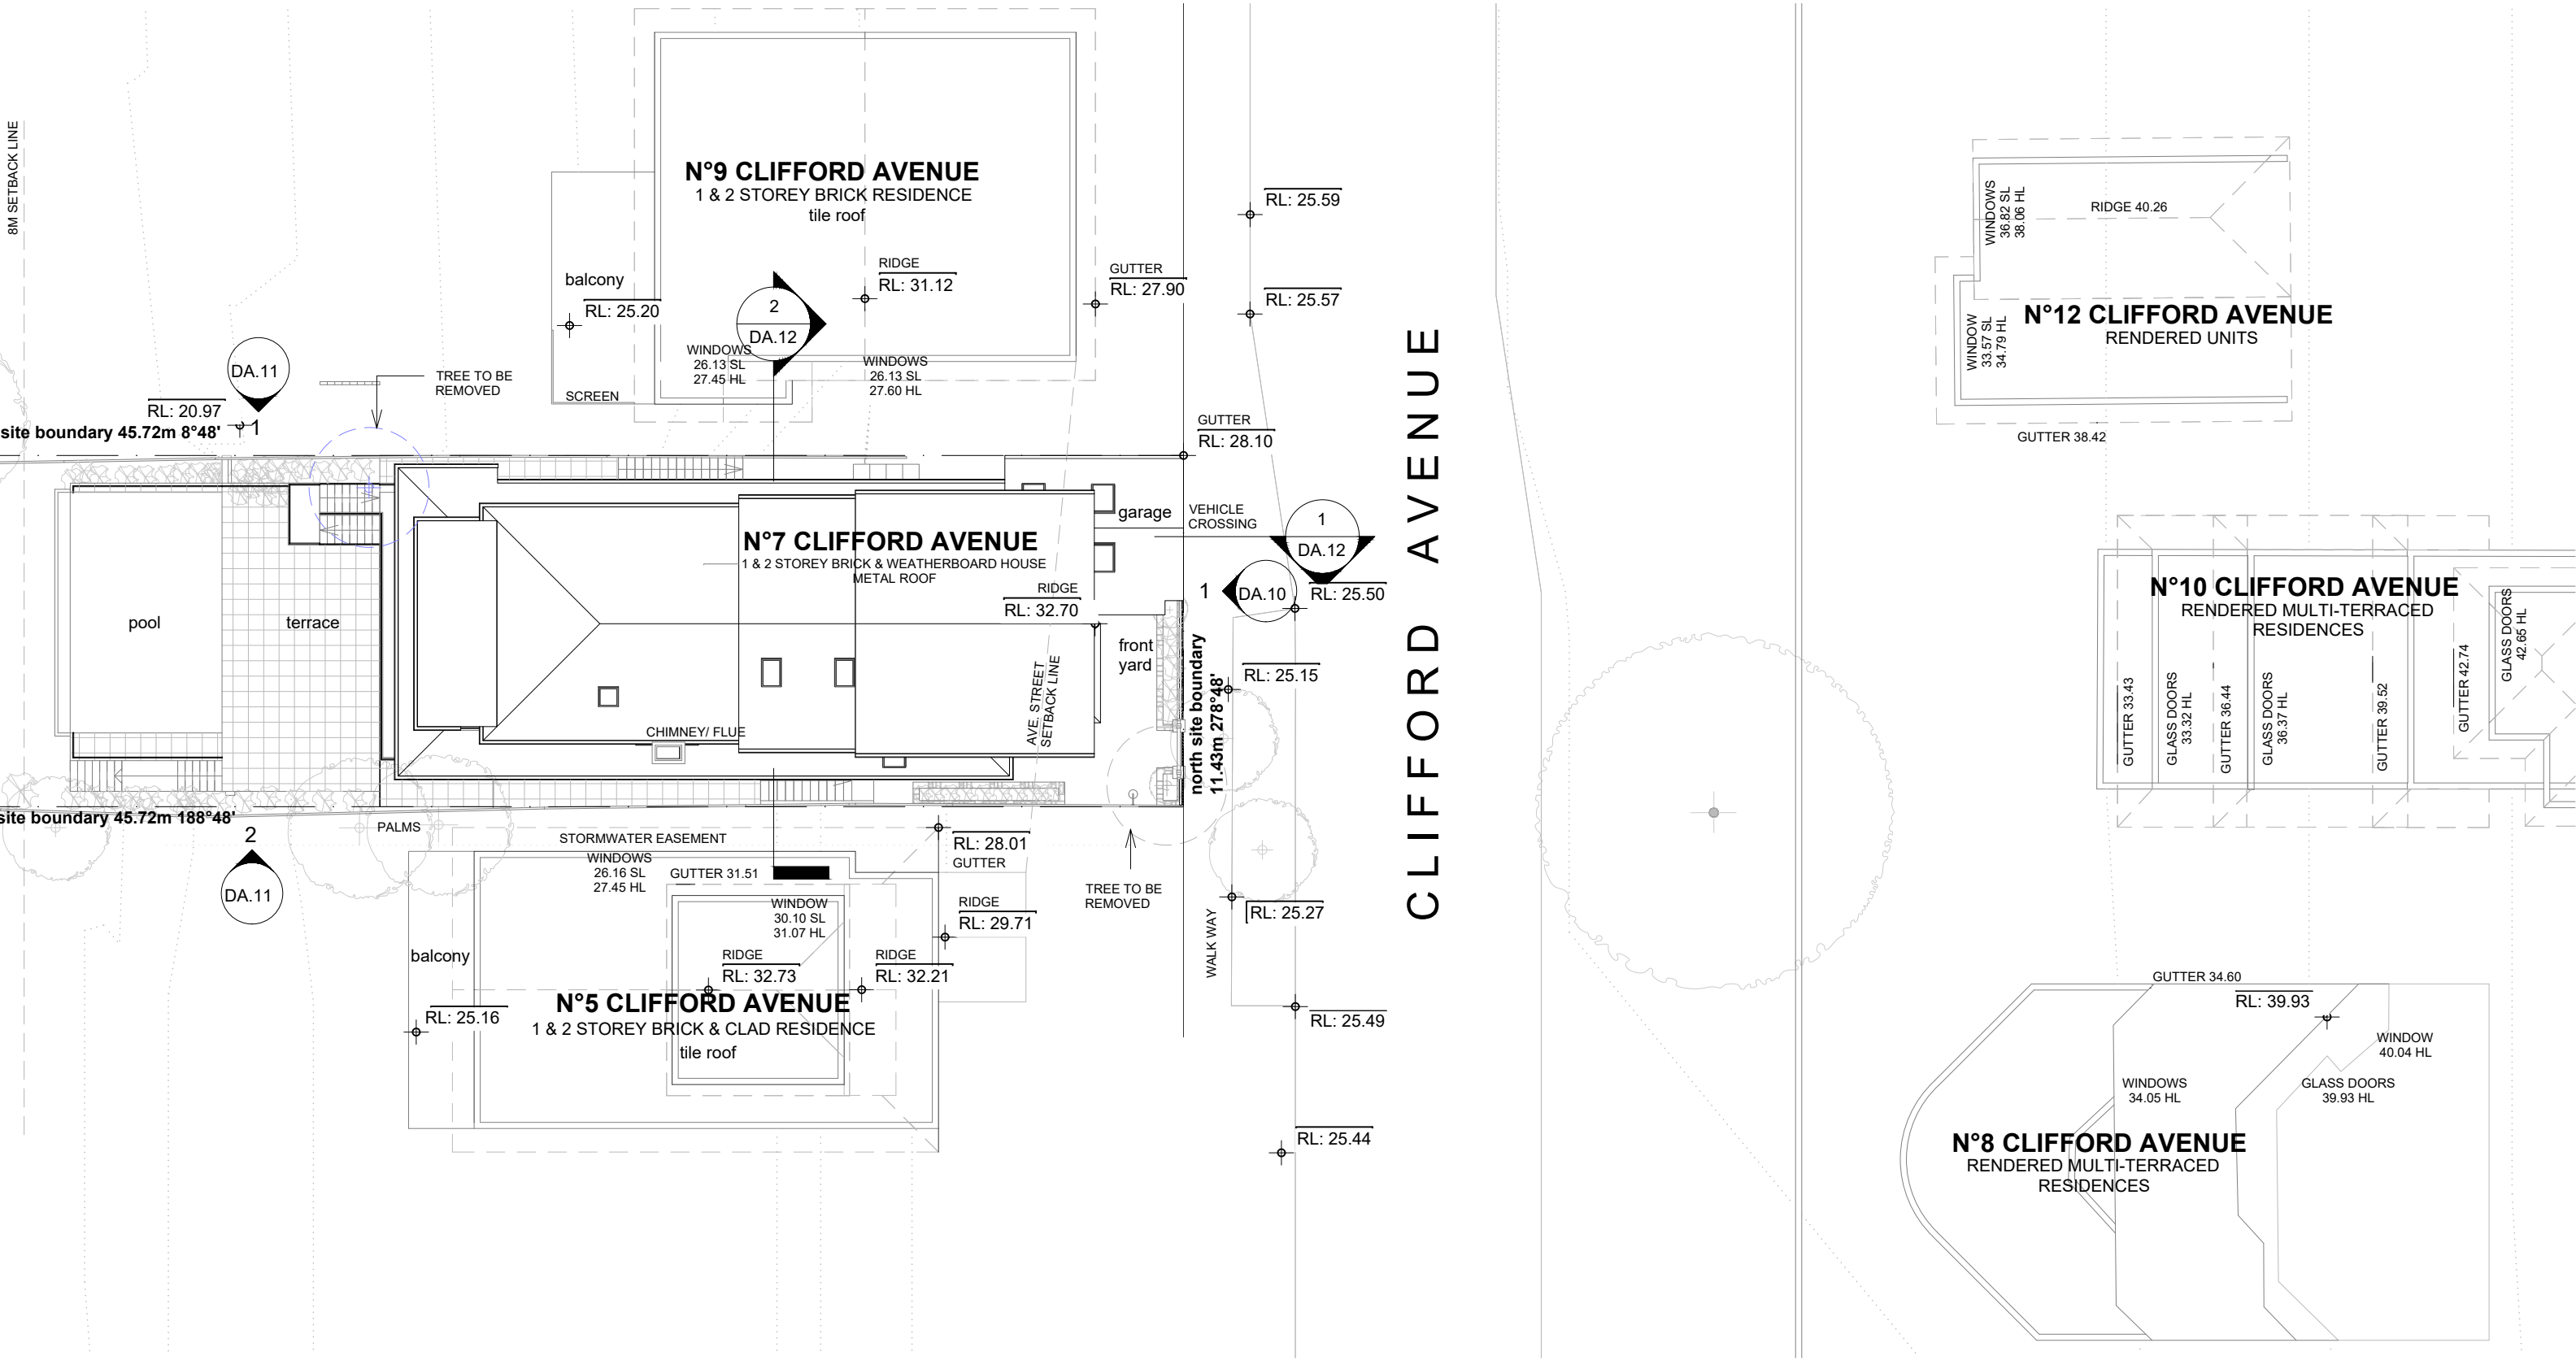 8M SETBACK LINE
N°9 CLIFFORD AVENUE
1 & 2 STOREY BRICK RESIDENCE
tile roof
balcony
RL: 25.20
RIDGE
RL: 31.12
GUTTER
RL: 27.90
2
DA.12
WINDOWS
26.13 SL
27.45 HL
WINDOWS
26.13 SL
27.60 HL
SCREEN
RL: 25.59
RL: 25.57
DA.11
1
RL: 20.97
TREE TO BE
REMOVED
site boundary 45.72m 8°48'
GUTTER
RL: 28.10
garage
VEHICLE
CROSSING
1
DA.12
N°7 CLIFFORD AVENUE
1 & 2 STOREY BRICK & WEATHERBOARD HOUSE
METAL ROOF
RIDGE
RL: 32.70
1
DA.10
RL: 25.50
pool
terrace
front
yard
AVE. STREET
SETBACK LINE
CHIMNEY/ FLUE
north site boundary
11.43m 278°48'
RL: 25.15
CLIFFORD AVENUE
site boundary 45.72m 188°48'
2
DA.11
PALMS
STORMWATER EASEMENT
WINDOWS
26.16 SL
27.45 HL
GUTTER 31.51
WINDOW
30.10 SL
31.07 HL
RL: 28.01
GUTTER
RIDGE
RL: 29.71
TREE TO BE
REMOVED
WALK WAY
RL: 25.27
balcony
RL: 25.16
RIDGE
RL: 32.73
RIDGE
RL: 32.21
N°5 CLIFFORD AVENUE
1 & 2 STOREY BRICK & CLAD RESIDENCE
tile roof
RL: 25.49
RL: 25.44
WINDOWS
36.82 SL
38.06 HL
RIDGE 40.26
WINDOW
33.57 SL
34.79 HL
N°12 CLIFFORD AVENUE
RENDERED UNITS
GUTTER 38.42
N°10 CLIFFORD AVENUE
RENDERED MULTI-TERRACED
RESIDENCES
GUTTER 33.43
GLASS DOORS
33.32 HL
GUTTER 36.44
GLASS DOORS
36.37 HL
GUTTER 39.52
GUTTER 42.74
GLASS DOORS
42.65 HL
GUTTER 34.60
RL: 39.93
WINDOW
40.04 HL
WINDOWS
34.05 HL
GLASS DOORS
39.93 HL
N°8 CLIFFORD AVENUE
RENDERED MULTI-TERRACED
RESIDENCES